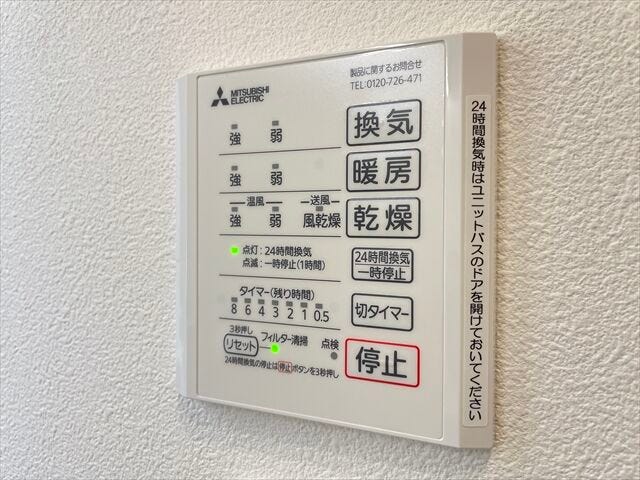 MITSUBISHI
ELECTRIC
製品に関するお問合せ
TEL:0120-726-471
強 弱 換気
強 弱 暖房
温風 送風
強 弱 風乾燥 乾燥
点灯:24時間換気
点滅:一時停止(1時間)
24時間換気
一時停止
タイマー(残り時間)
8 6 4 3 2 1 0.5
切タイマー
3秒押し
リセット フィルター清掃 点検
24時間換気の停止は停止ボタンを3秒押し
停止
24時間換気時はユニットバスのドアを開けておいてください